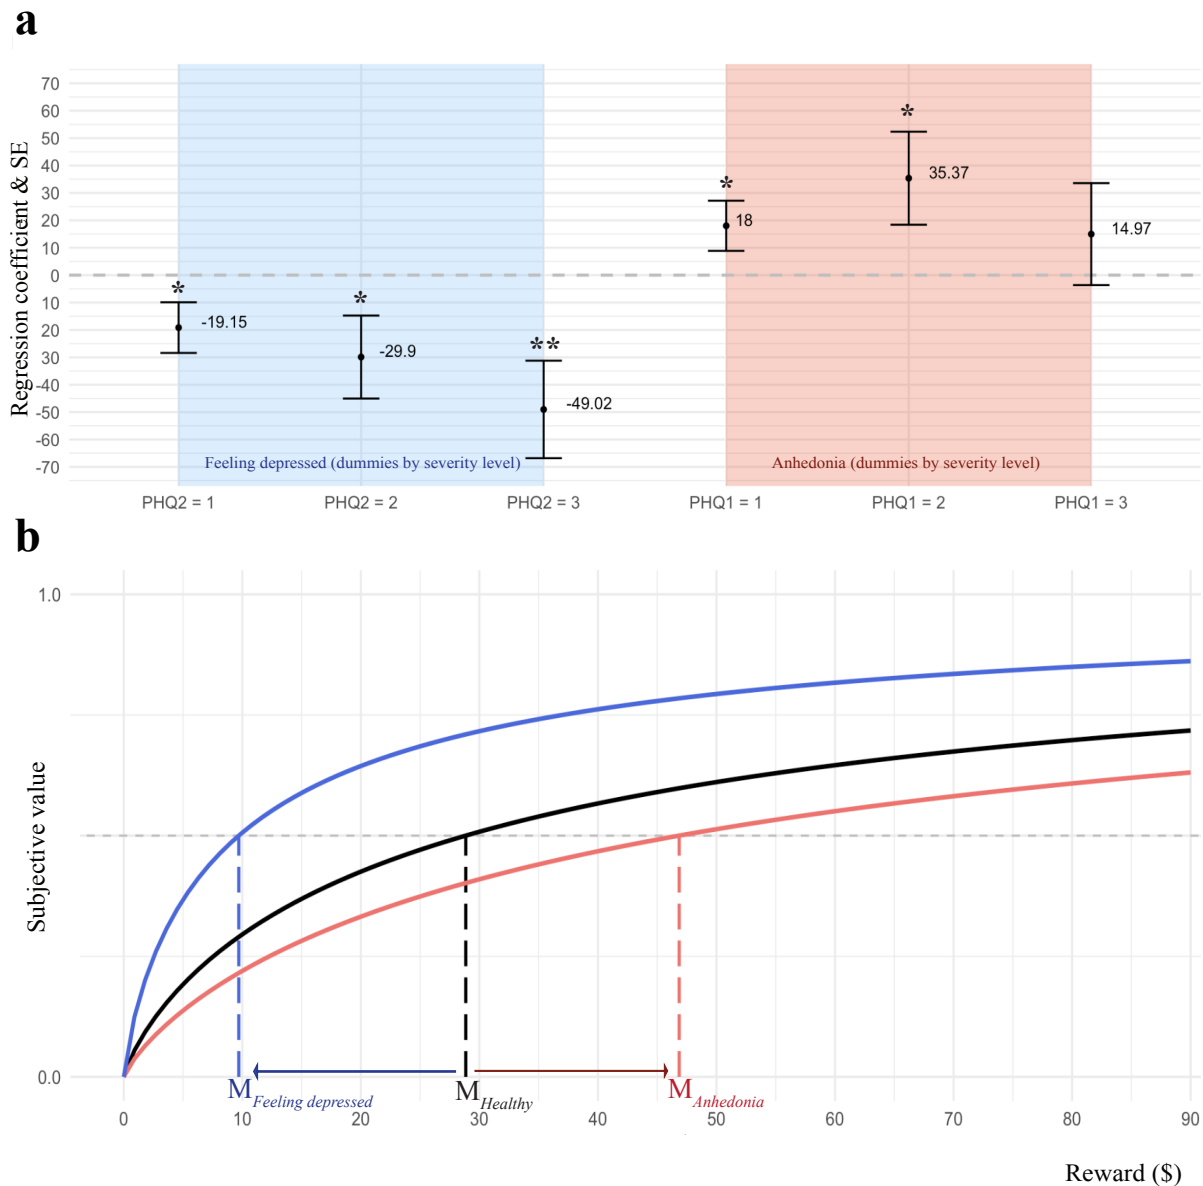 a
Regression coefficient & SE
70
60
50
40
30
20
10
0
10
20
30
-40
-50
-60
-70
*
-19.15
*
-29.9
**
-49.02
*
18
*
35.37
14.97
Feeling depressed (dummies by severity level)
Anhedonia (dummies by severity level)
PHQ2 = 1
PHQ2 = 2
PHQ2 = 3
PHQ1 = 1
PHQ1 = 2
PHQ1 = 3
b
Subjective value
1.0
0.0
M Feeling depressed
M Healthy
M Anhedonia
0
10
20
30
40
50
60
70
80
90
Reward ($)